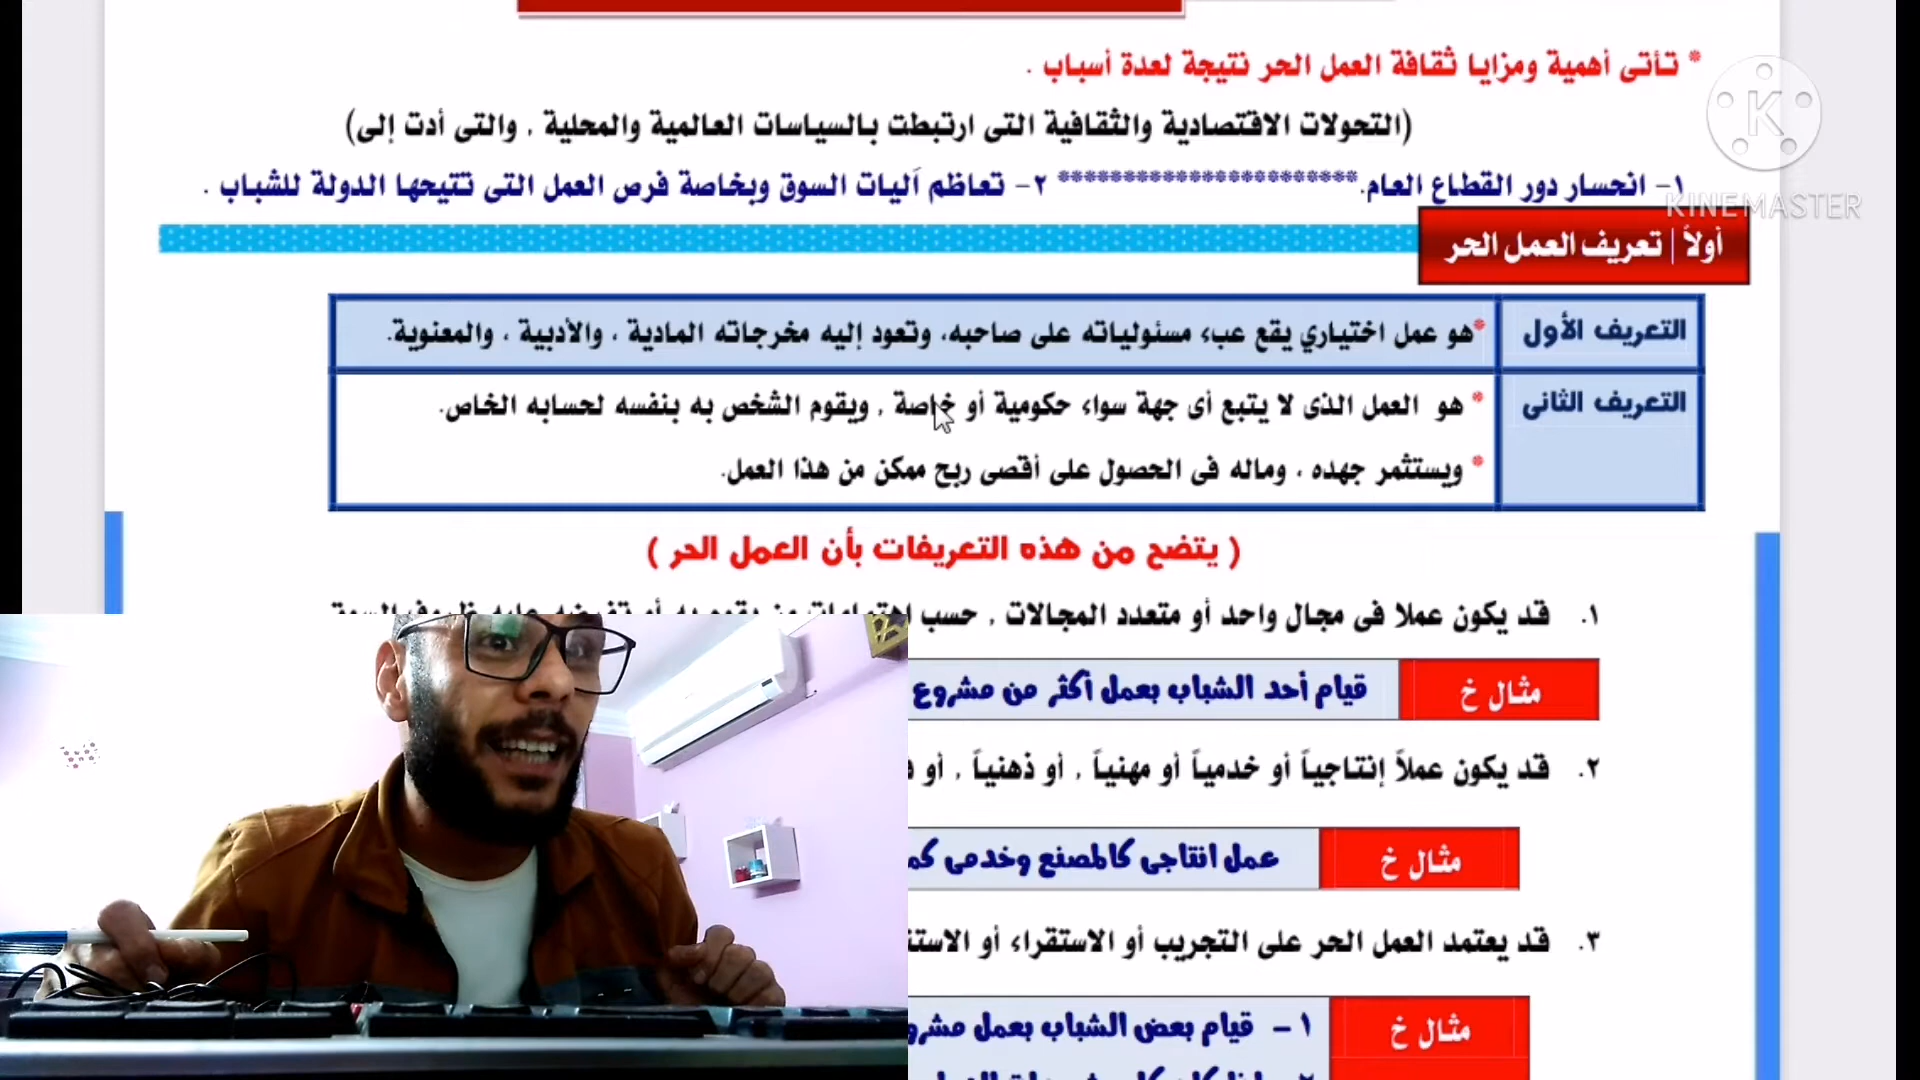 * تأتى أهمية ومزايا ثقافة العمل الحر نتيجة لعدة أسباب .
(التحولات الاقتصادية والثقافية التى ارتبطت بالسياسات العالمية والمحلية . والتى أدت إلى)
١- انحسار دور القطاع العام.*********************** ٢- تعاظم آليات السوق وبخاصة فرص العمل التى تتيحها الدولة للشباب .
KINEMASTER
أولاً | تعريف العمل الحر
التعريف الأول
*هو عمل اختياري يقع عبء مسئولياته على صاحبه، وتعود إليه مخرجاته المادية ، والأدبية ، والمعنوية.
التعريف الثانى
* هو العمل الذى لا يتبع أى جهة سواء حكومية أو خاصة . ويقوم الشخص به بنفسه لحسابه الخاص.
* ويستثمر جهده ، وماله فى الحصول على أقصى ربح ممكن من هذا العمل.
( يتضح من هذه التعريفات بأن العمل الحر )
١. قد يكون عملا فى مجال واحد أو متعدد المجالات . حسب
مثال خ
قيام أحد الشباب بعمل أكثر من مشروع
٢. قد يكون عملاً إنتاجياً أو خدمياً أو مهنياً . أو ذهنياً . أو
مثال خ
عمل انتاجى كالمصنع وخدمى
٣. قد يعتمد العمل الحر على التجريب أو الاستقراء أو
مثال خ
١ - قيام بعض الشباب بعمل